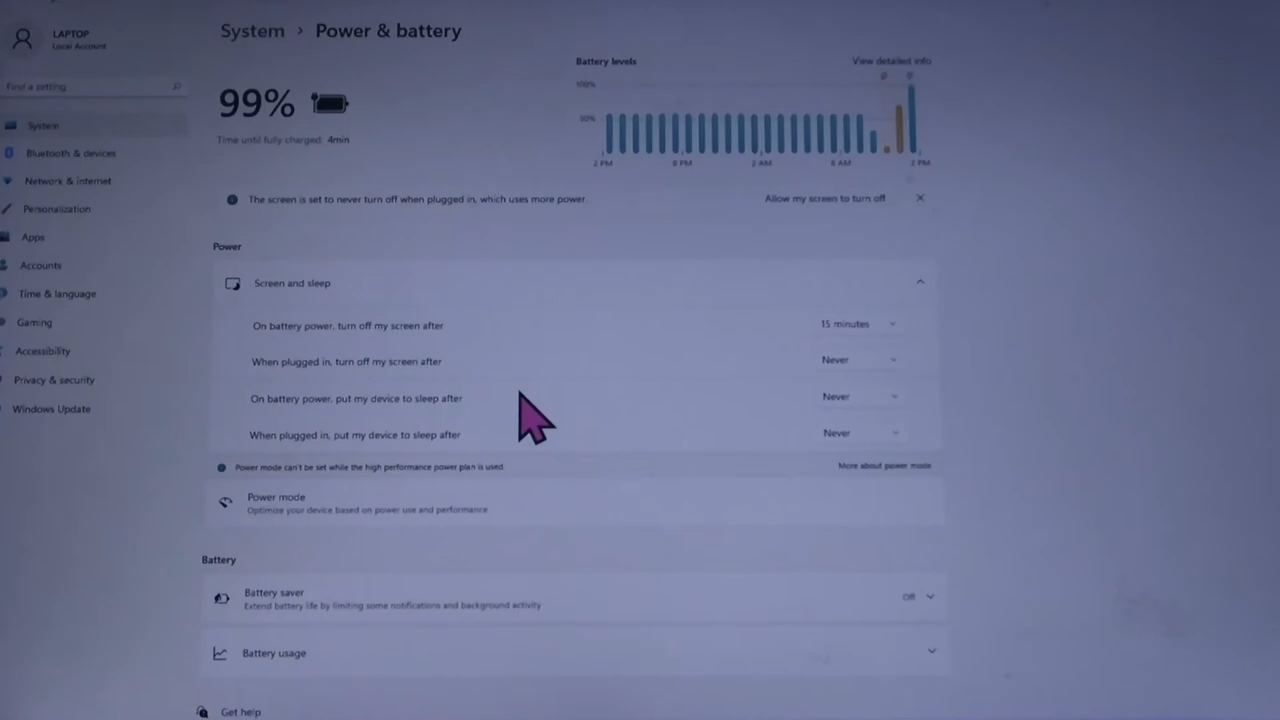 LAPTOP
Local Account
Find a setting
System
Bluetooth & devices
Network & internet
Personalization
Apps
Accounts
Time & language
Gaming
Accessibility
Privacy & security
Windows Update
System > Power & battery
99%
Time until fully charged: 4min
Battery levels
View detailed info
100%
50%
2 PM 8 PM 2 AM 8 AM 2 PM
The screen is set to never turn off when plugged in, which uses more power.
Allow my screen to turn off
Power
Screen and sleep
On battery power, turn off my screen after 15 minutes
When plugged in, turn off my screen after Never
On battery power, put my device to sleep after Never
When plugged in, put my device to sleep after Never
Power mode can't be set while the high performance power plan is used.
More about power mode
Power mode
Optimize your device based on power use and performance
Battery
Battery saver
Extend battery life by limiting some notifications and background activity
Off
Battery usage
Get help